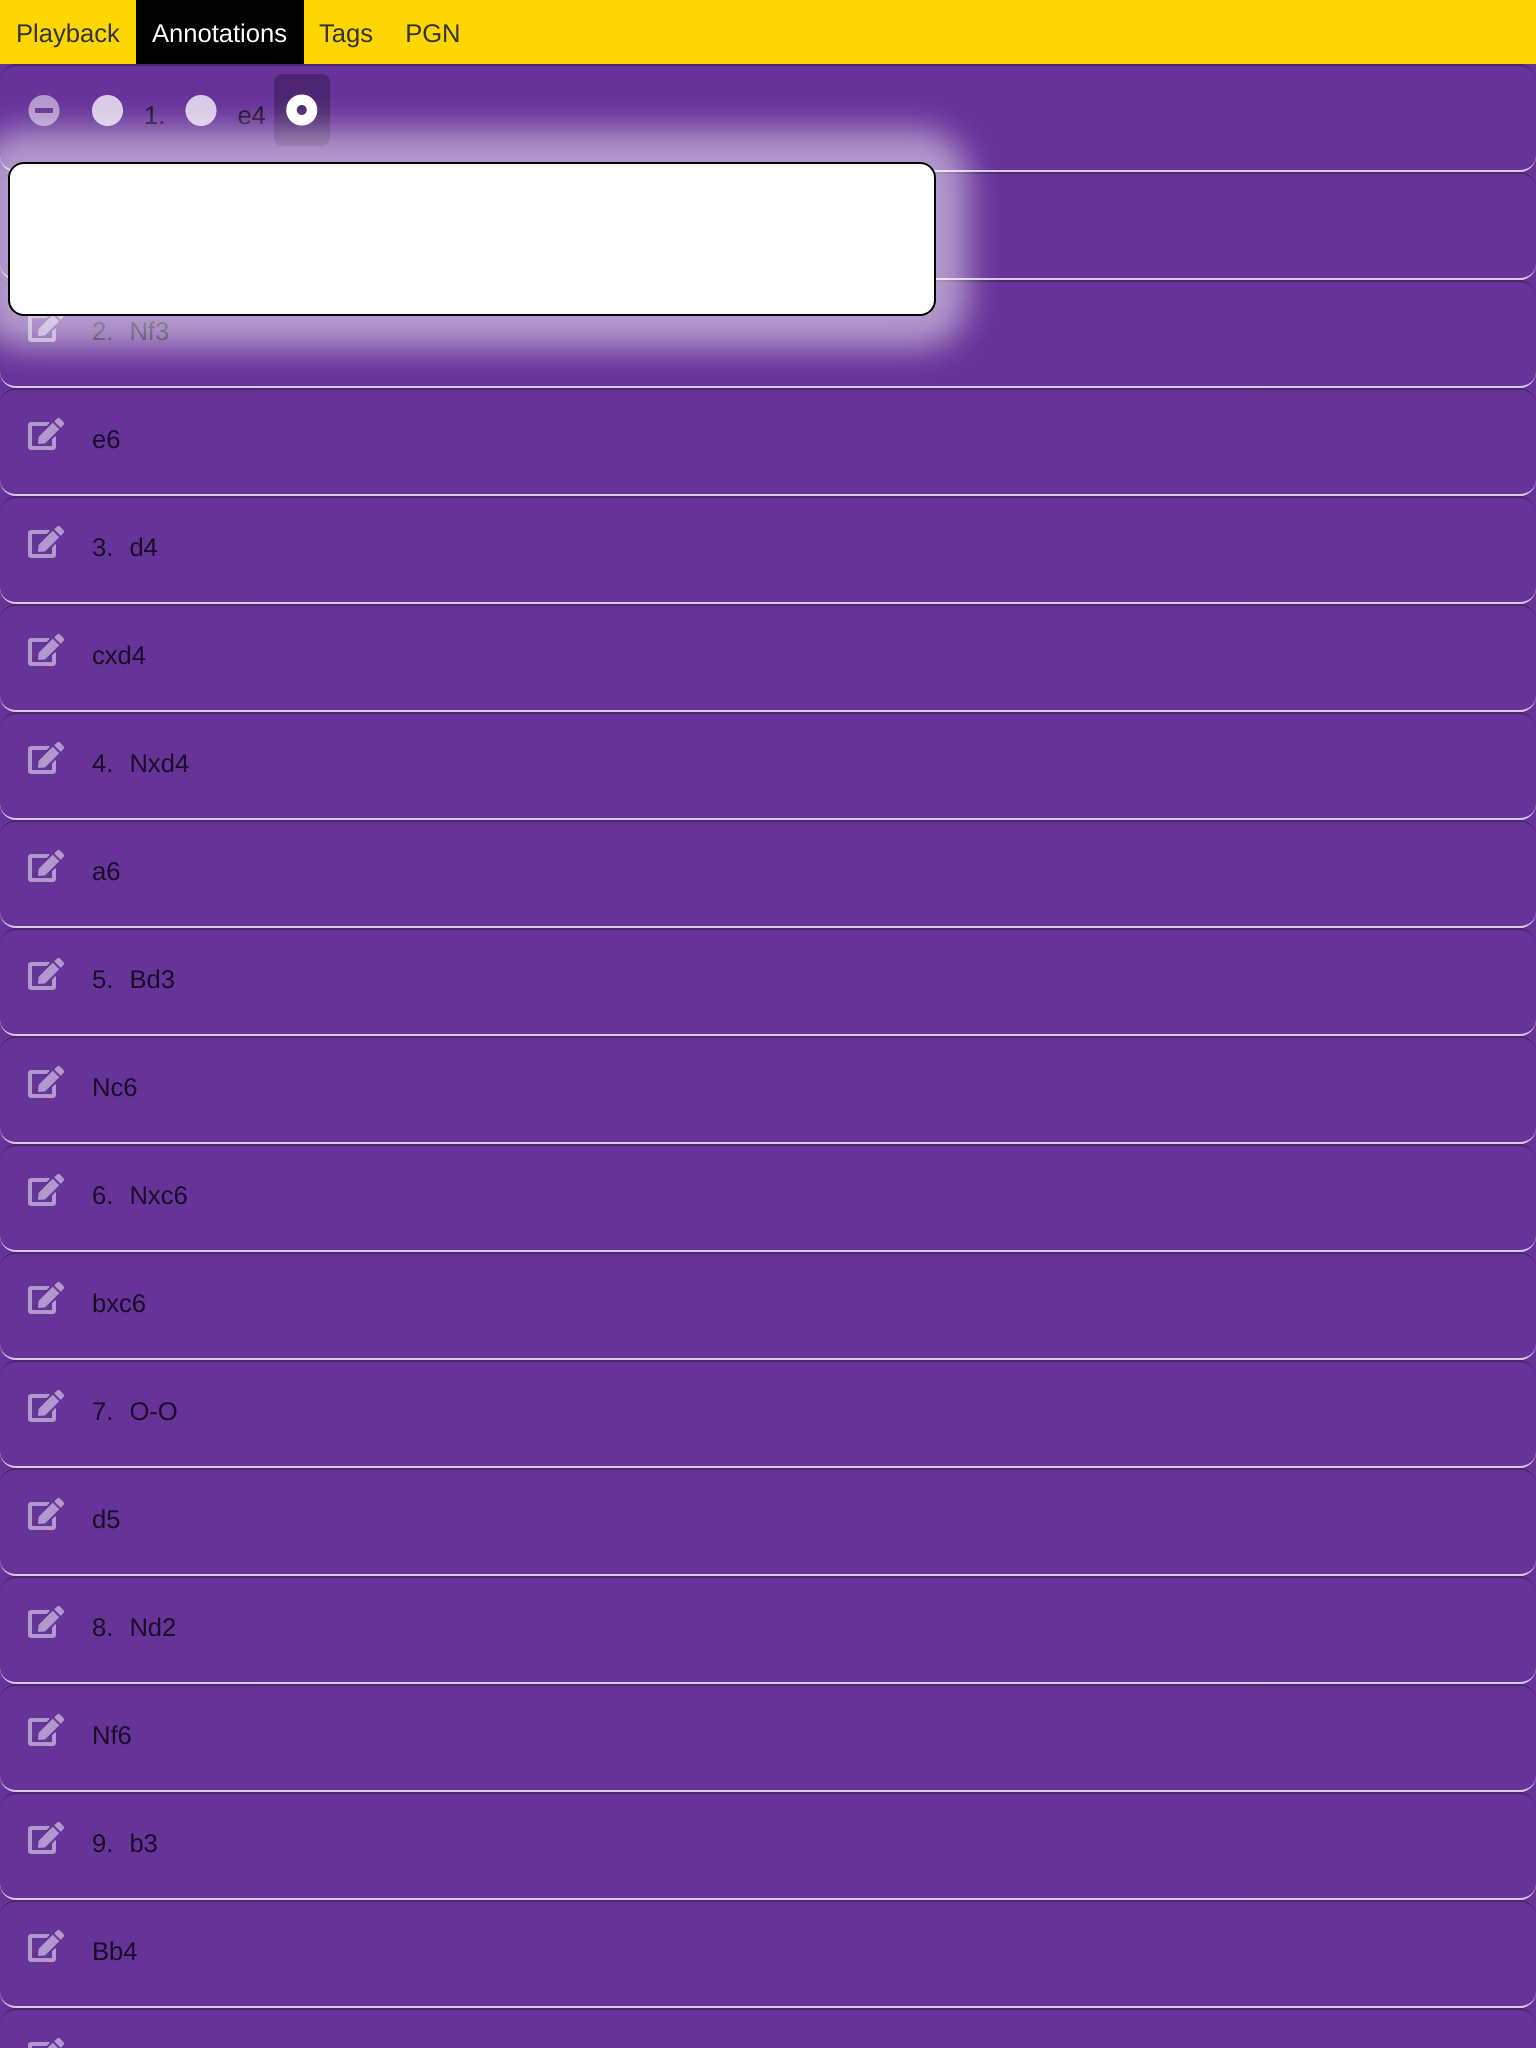 Playback Annotations Tags PGN
1. e4
2. Nf3
e6
3. d4
cxd4
4. Nxd4
a6
5. Bd3
Nc6
6. Nxc6
bxc6
7. O-O
d5
8. Nd2
Nf6
9. b3
Bb4